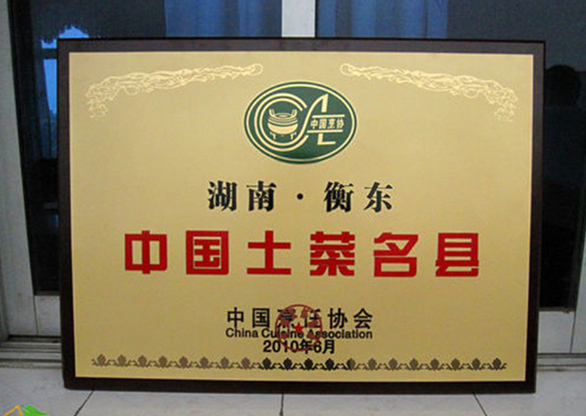 中国烹协
湖南·衡东
中国土菜名县
中国烹饪协会
China Cuisine Association
2010年6月